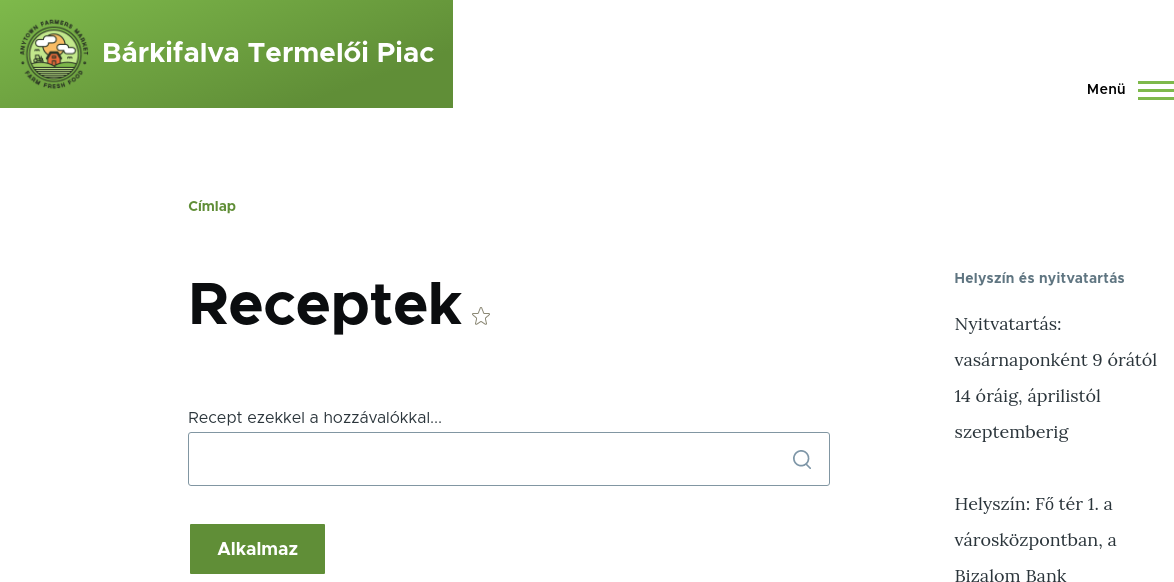 ANYTOWN FARMERS MARKET
FARM FRESH FOOD
Bárkifalva Termelői Piac
Menü
Címlap
Receptek
Recept ezekkel a hozzávalókkal...
Alkalmaz
Helyszín és nyitvatartás
Nyitvatartás:
vasárnaponként 9 órától
14 óráig, áprilistól
szeptemberig
Helyszín: Fő tér 1. a
városközpontban, a
Bizalom Bank